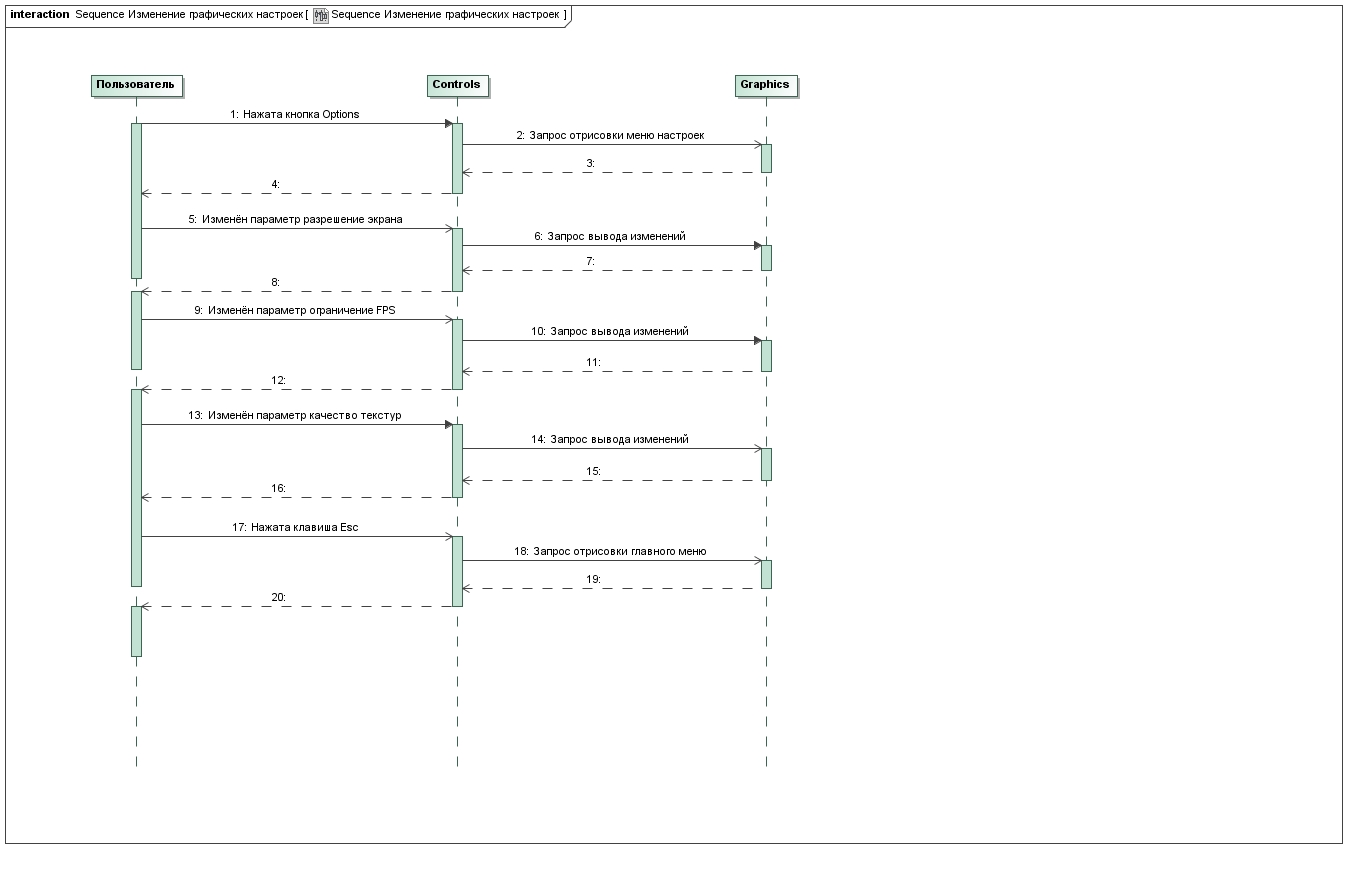 interaction Sequence Изменение графических настроек [ Sequence Изменение графических настроек ]
Пользователь
Controls
Graphics
1: Нажата кнопка Options
2: Запрос отрисовки меню настроек
3:
4:
5: Изменён параметр разрешение экрана
6: Запрос вывода изменений
7:
8:
9: Изменён параметр ограничение FPS
10: Запрос вывода изменений
11:
12:
13: Изменён параметр качество текстур
14: Запрос вывода изменений
15:
16:
17: Нажата клавиша Esc
18: Запрос отрисовки главного меню
19:
20: